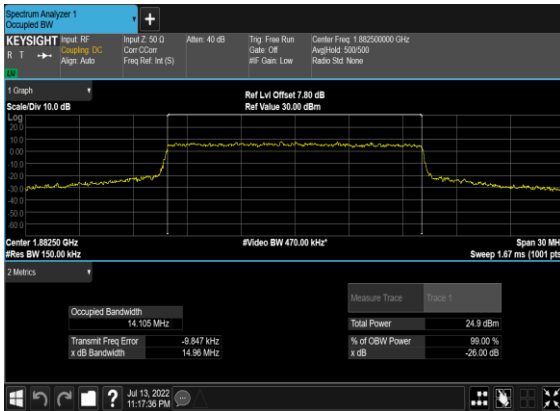 Spectrum Analyzer 1
Occupied BW
KEYSIGHT
R T
LW
Input: RF
Coupling: DC
Align: Auto
Input Z: 50 Ω
Corr CCorr
Freq Ref: Int (S)
Atten: 40 dB
Trig: Free Run
Gate: Off
#IF Gain: Low
Center Freq: 1.882500000 GHz
Avg|Hold: 500/500
Radio Std: None
1 Graph
Scale/Div 10.0 dB
Ref Lvl Offset 7.80 dB
Ref Value 30.00 dBm
Log
20.0
10.0
0.00
-10.0
-20.0
-30.0
-40.0
-50.0
-60.0
Center 1.88250 GHz
#Res BW 150.00 kHz
#Video BW 470.00 kHz*
Span 30 MH
Sweep 1.67 ms (1001 pts
2 Metrics
Measure Trace
Trace 1
Occupied Bandwidth
14.105 MHz
Total Power
24.9 dBm
Transmit Freq Error
-9.847 kHz
% of OBW Power
99.00 %
x dB Bandwidth
14.96 MHz
x dB
-26.00 dB
Jul 13, 2022
11:17:36 PM